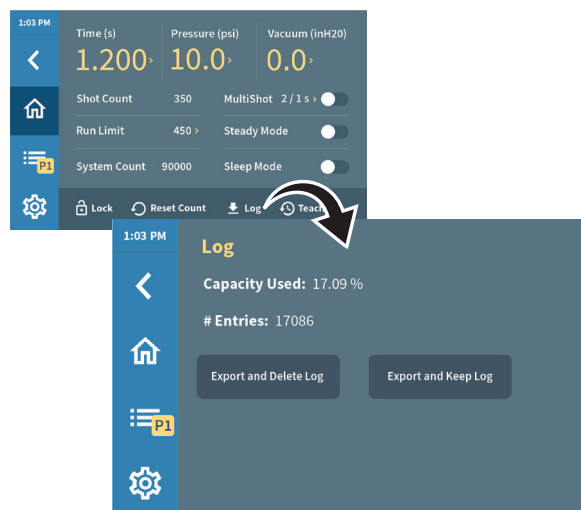 1:03 PM
Time (s) Pressure (psi) Vacuum (inH20)
1.200› 10.0› 0.0›
Shot Count 350 MultiShot 2 / 1 s ›
Run Limit 450 › Steady Mode
P1
System Count 90000 Sleep Mode
Lock Reset Count Log Teach
1:03 PM
Log
Capacity Used: 17.09 %
# Entries: 17086
Export and Delete Log Export and Keep Log
P1